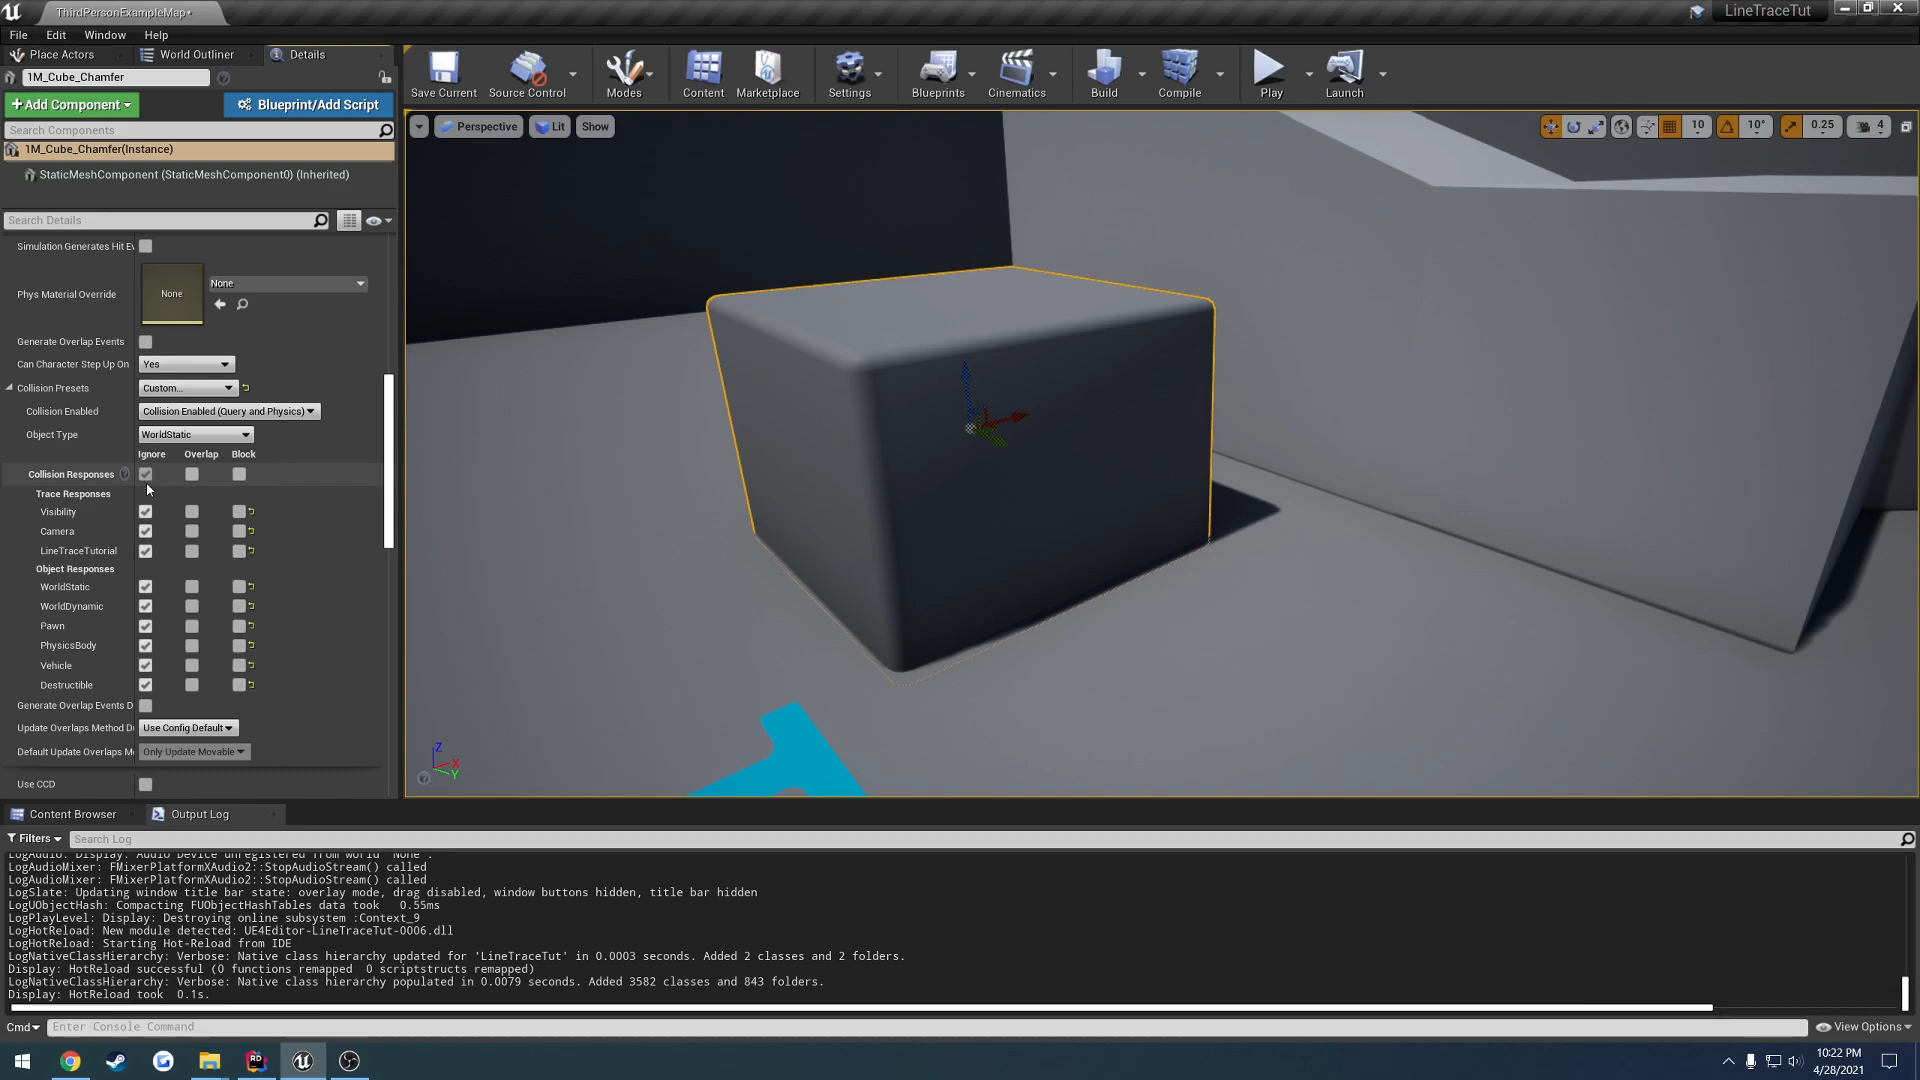 ThirdPersonExampleMap*
LineTraceTut
File Edit Window Help
Place Actors World Outliner Details
1M_Cube_Chamfer
+Add Component Blueprint/Add Script
Search Components
1M_Cube_Chamfer(Instance)
StaticMeshComponent (StaticMeshComponent0) (Inherited)
Search Details
Save Current Source Control Modes Content Marketplace Settings Blueprints Cinematics Build Compile Play Launch
Perspective Lit Show
10 10° 0.25 4
Simulation Generates Hit Ev
Phys Material Override None None
Generate Overlap Events
Can Character Step Up On Yes
Collision Presets Custom...
Collision Enabled Collision Enabled (Query and Physics)
Object Type WorldStatic
Ignore Overlap Block
Collision Responses
Trace Responses
Visibility
Camera
LineTraceTutorial
Object Responses
WorldStatic
WorldDynamic
Pawn
PhysicsBody
Vehicle
Destructible
Generate Overlap Events D
Update Overlaps Method Du Use Config Default
Default Update Overlaps Me Only Update Movable
Use CCD
Z
X
Y
Content Browser Output Log
Filters Search Log
LogAudio: Display: Audio Device unregistered from world 'None'.
LogAudioMixer: FMixerPlatformXAudio2::StopAudioStream() called
LogAudioMixer: FMixerPlatformXAudio2::StopAudioStream() called
LogSlate: Updating window title bar state: overlay mode, drag disabled, window buttons hidden, title bar hidden
LogUObjectHash: Compacting FUObjectHashTables data took   0.55ms
LogPlayLevel: Display: Destroying online subsystem :Context_9
LogHotReload: New module detected: UE4Editor-LineTraceTut-0006.dll
LogHotReload: Starting Hot-Reload from IDE
LogNativeClassHierarchy: Verbose: Native class hierarchy updated for 'LineTraceTut' in 0.0003 seconds. Added 2 classes and 2 folders.
Display: HotReload successful (0 functions remapped  0 scriptstructs remapped)
LogNativeClassHierarchy: Verbose: Native class hierarchy populated in 0.0079 seconds. Added 3582 classes and 843 folders.
Display: HotReload took  0.1s.
Cmd Enter Console Command View Options
RD
10:22 PM
4/28/2021